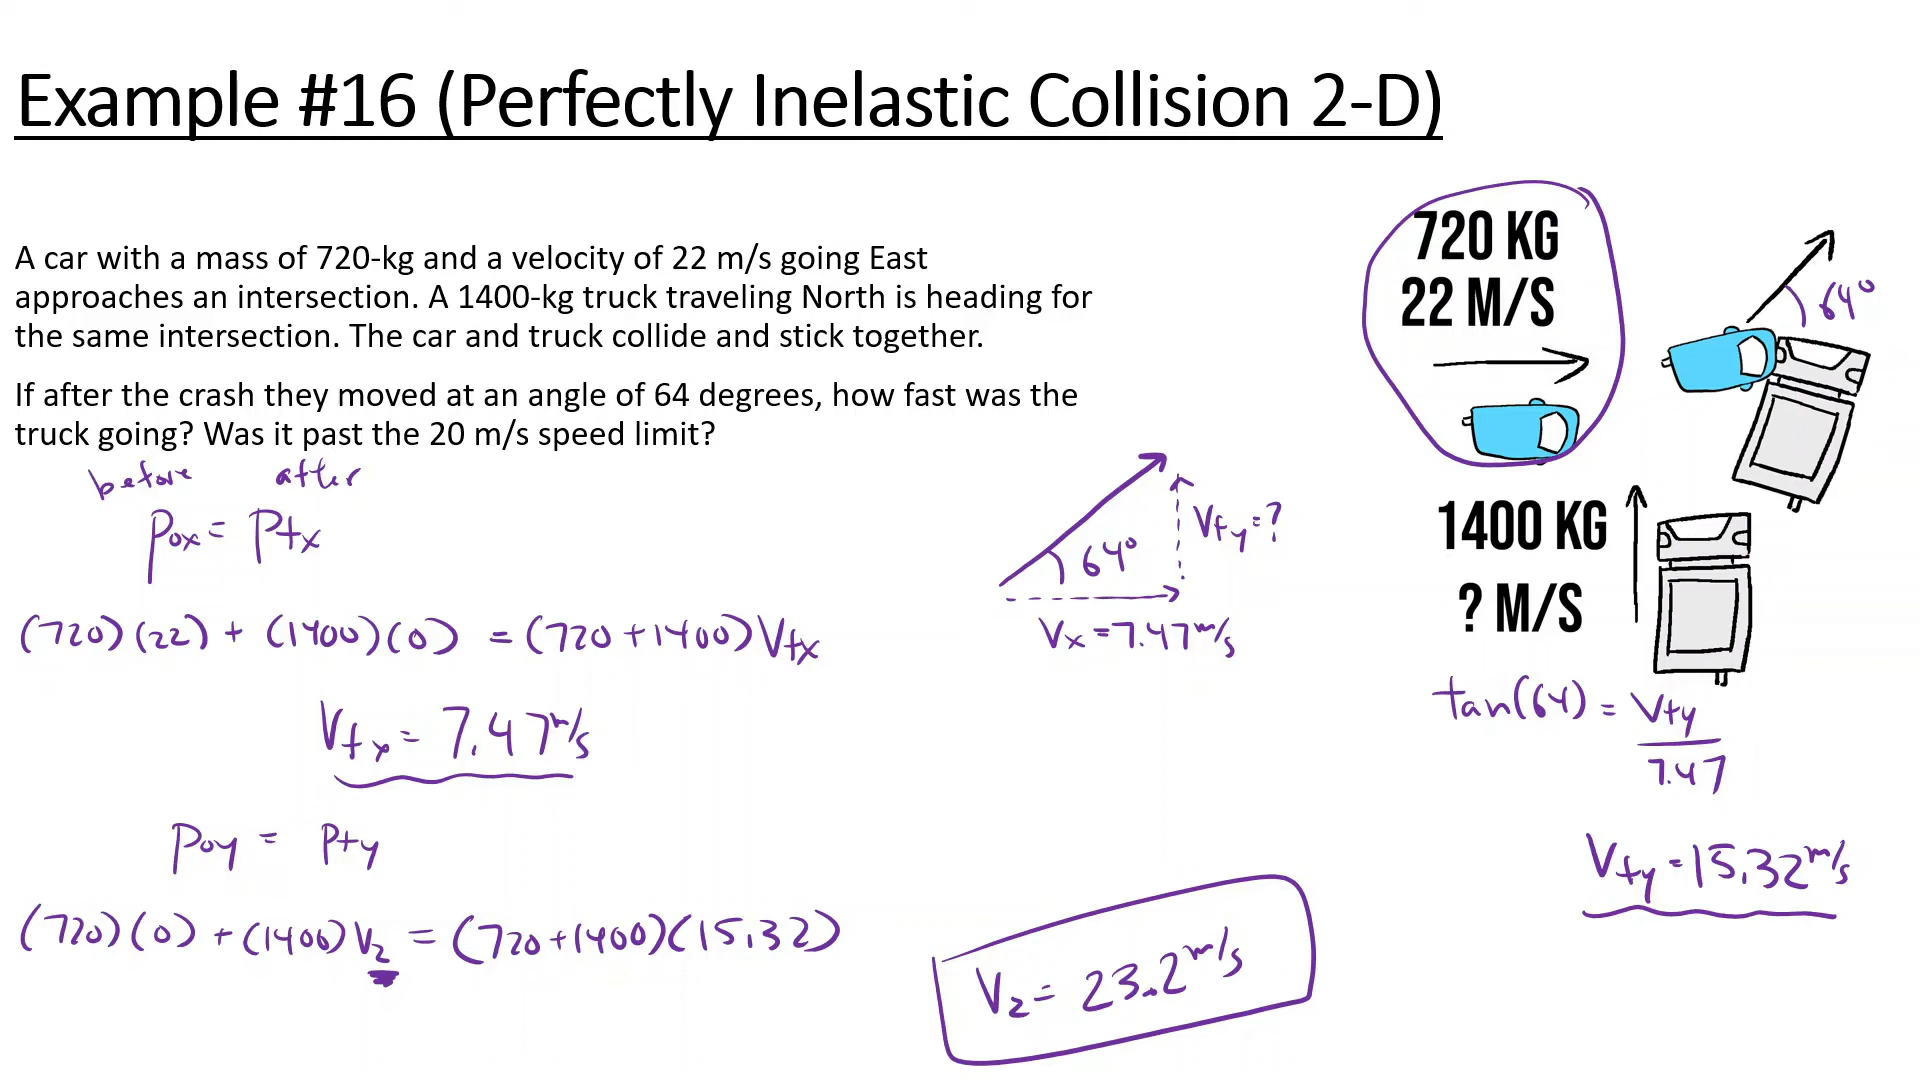 Example #16 (Perfectly Inelastic Collision 2-D)
A car with a mass of 720-kg and a velocity of 22 m/s going East
approaches an intersection. A 1400-kg truck traveling North is heading for
the same intersection. The car and truck collide and stick together.
If after the crash they moved at an angle of 64 degrees, how fast was the
truck going? Was it past the 20 m/s speed limit?
before after
Pox = Pfx
(720)(22) + (1400)(0) = (720+1400)Vfx
Vfx = 7.47 m/s
Poy = Pfy
(720)(0) + (1400)V2 = (720+1400)(15.32)
V2 = 23.2 m/s
64°
Vfy = ?
Vx = 7.47 m/s
720 KG
22 M/S
64°
1400 KG
? M/S
tan(64) = Vfy
7.47
Vfy = 15.32 m/s